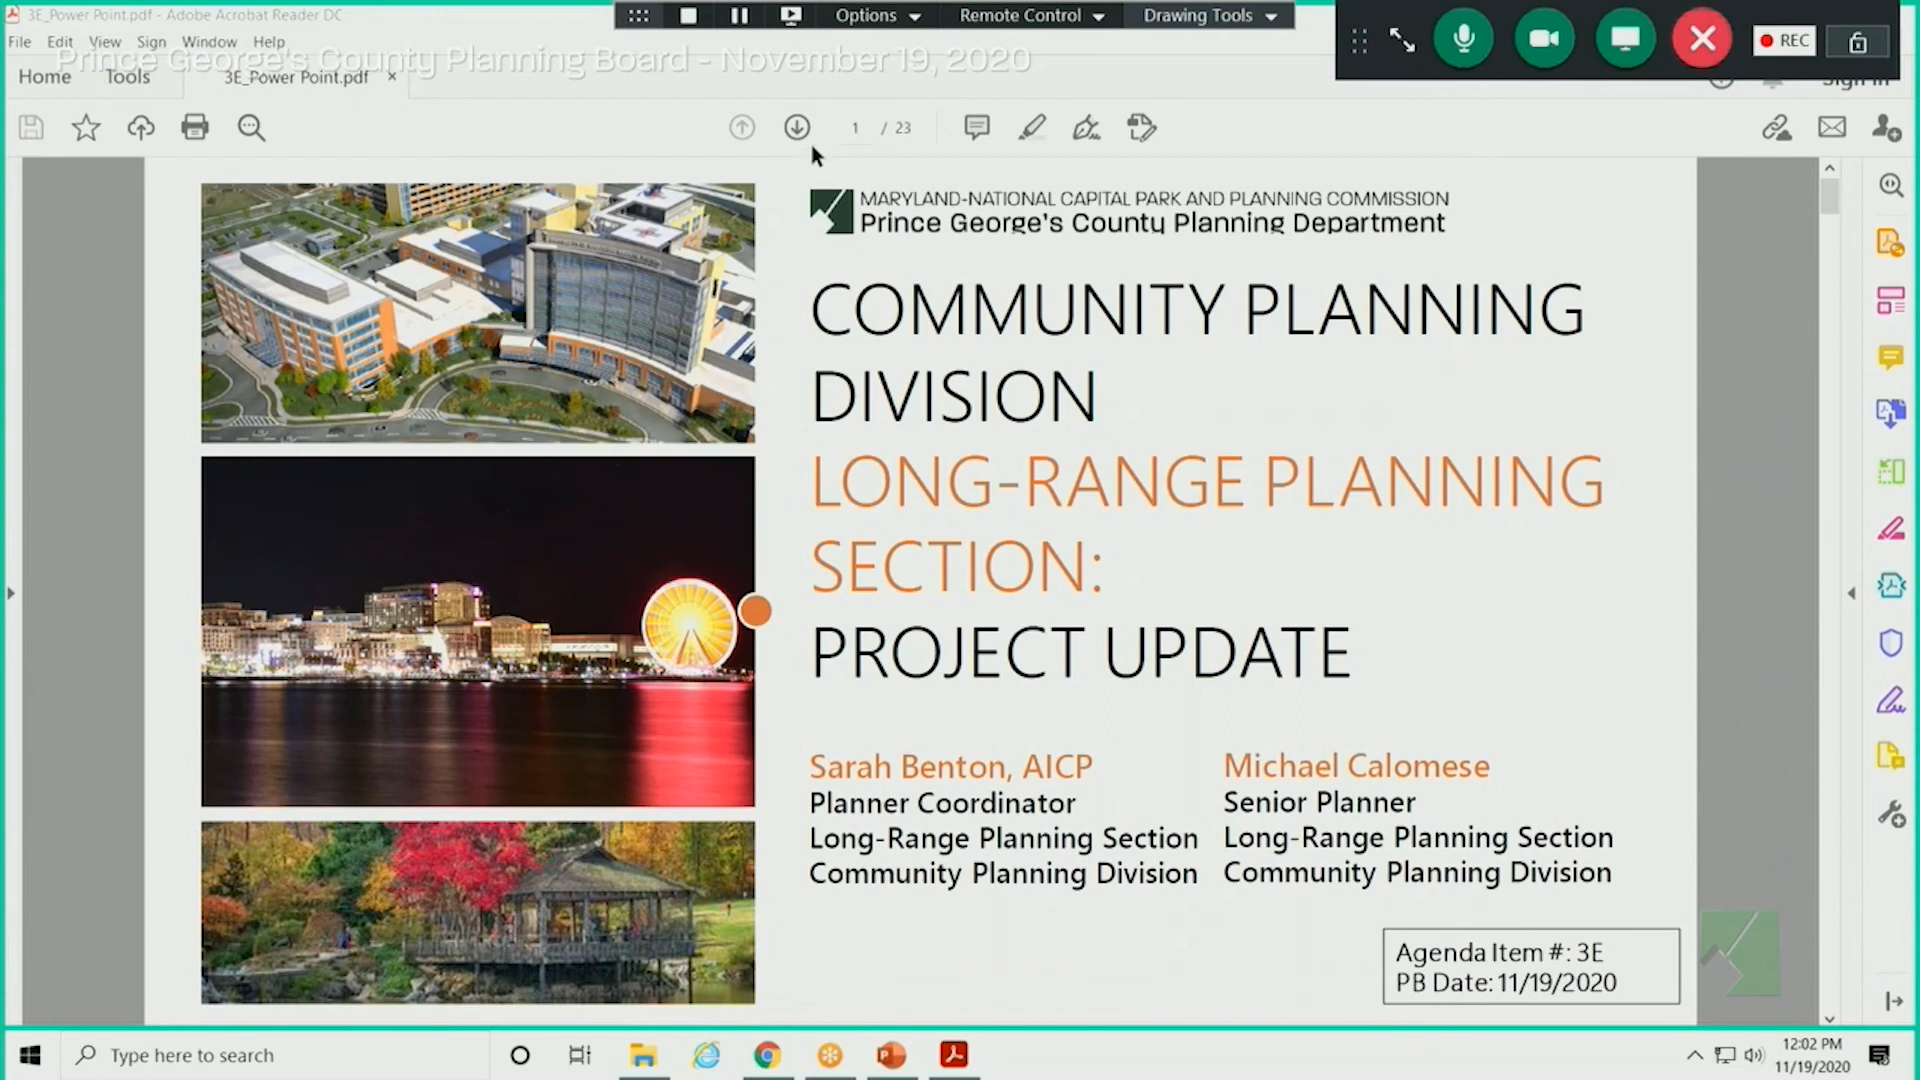 3E_Power Point.pdf - Adobe Acrobat Reader DC
Options
Remote Control
Drawing Tools
REC
File Edit View Sign Window Help
Prince George's County Planning Board - November 19, 2020
Home Tools 3E_Power Point.pdf ×
Sign In
1 / 23
MARYLAND-NATIONAL CAPITAL PARK AND PLANNING COMMISSION
Prince George's County Planning Department
COMMUNITY PLANNING
DIVISION
LONG-RANGE PLANNING
SECTION:
PROJECT UPDATE
Sarah Benton, AICP
Planner Coordinator
Long-Range Planning Section
Community Planning Division
Michael Calomese
Senior Planner
Long-Range Planning Section
Community Planning Division
Agenda Item #: 3E
PB Date: 11/19/2020
Type here to search
12:02 PM
11/19/2020